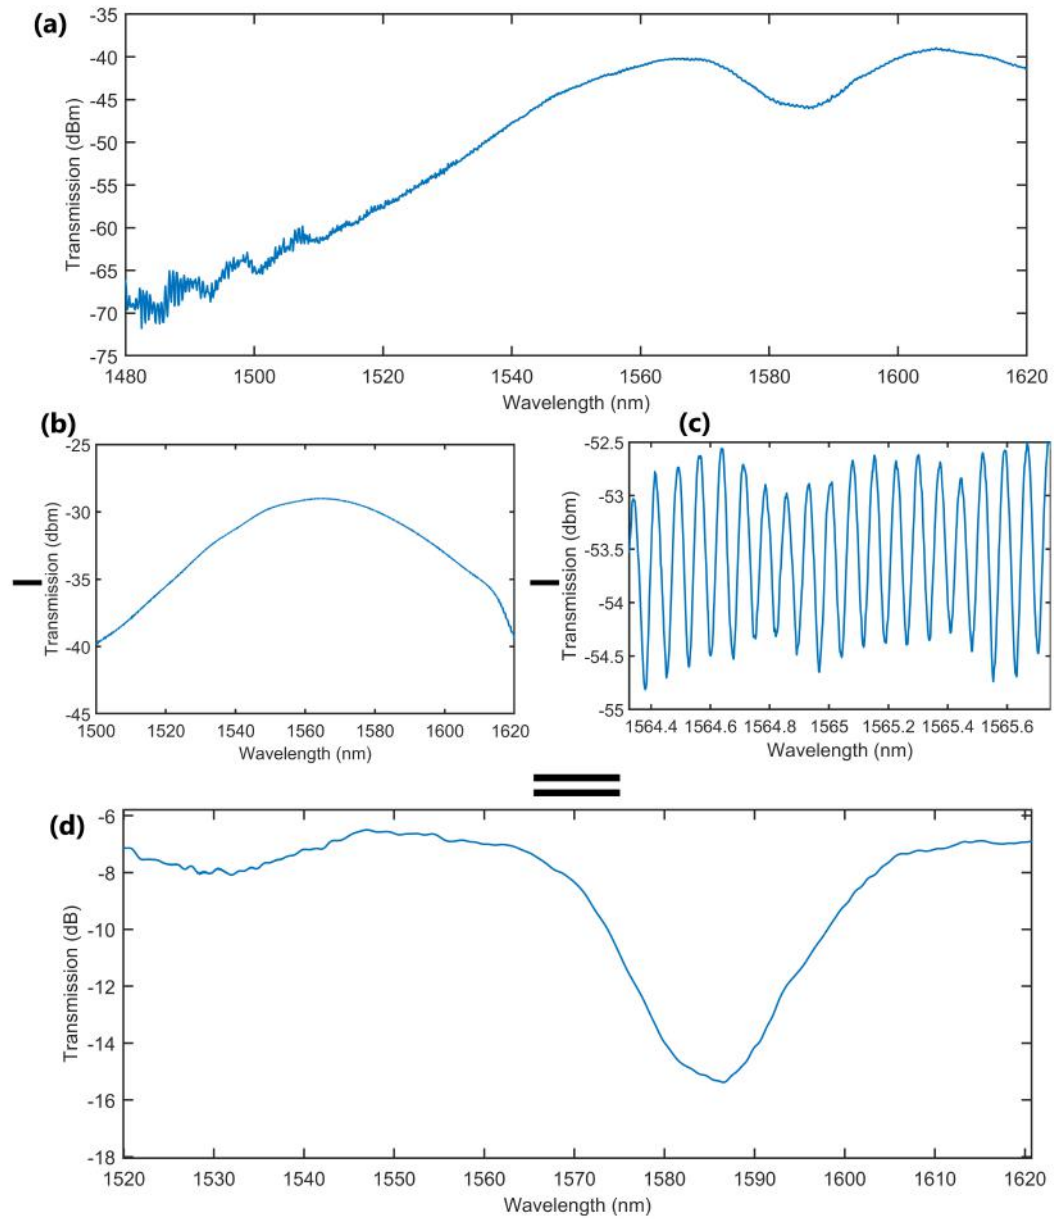 (a)
-35
-40
-45
-50
-55
-60
-65
-70
-75
Transmission (dBm)
1480 1500 1520 1540 1560 1580 1600 1620
Wavelength (nm)
(b)
-25
-30
-35
-40
-45
Transmission (dbm)
1500 1520 1540 1560 1580 1600 1620
Wavelength (nm)
(c)
-52.5
-53
-53.5
-54
-54.5
-55
Transmission (dbm)
1564.4 1564.6 1564.8 1565 1565.2 1565.4 1565.6
Wavelength (nm)
(d)
-6
-8
-10
-12
-14
-16
-18
Transmission (dB)
1520 1530 1540 1550 1560 1570 1580 1590 1600 1610 1620
Wavelength (nm)